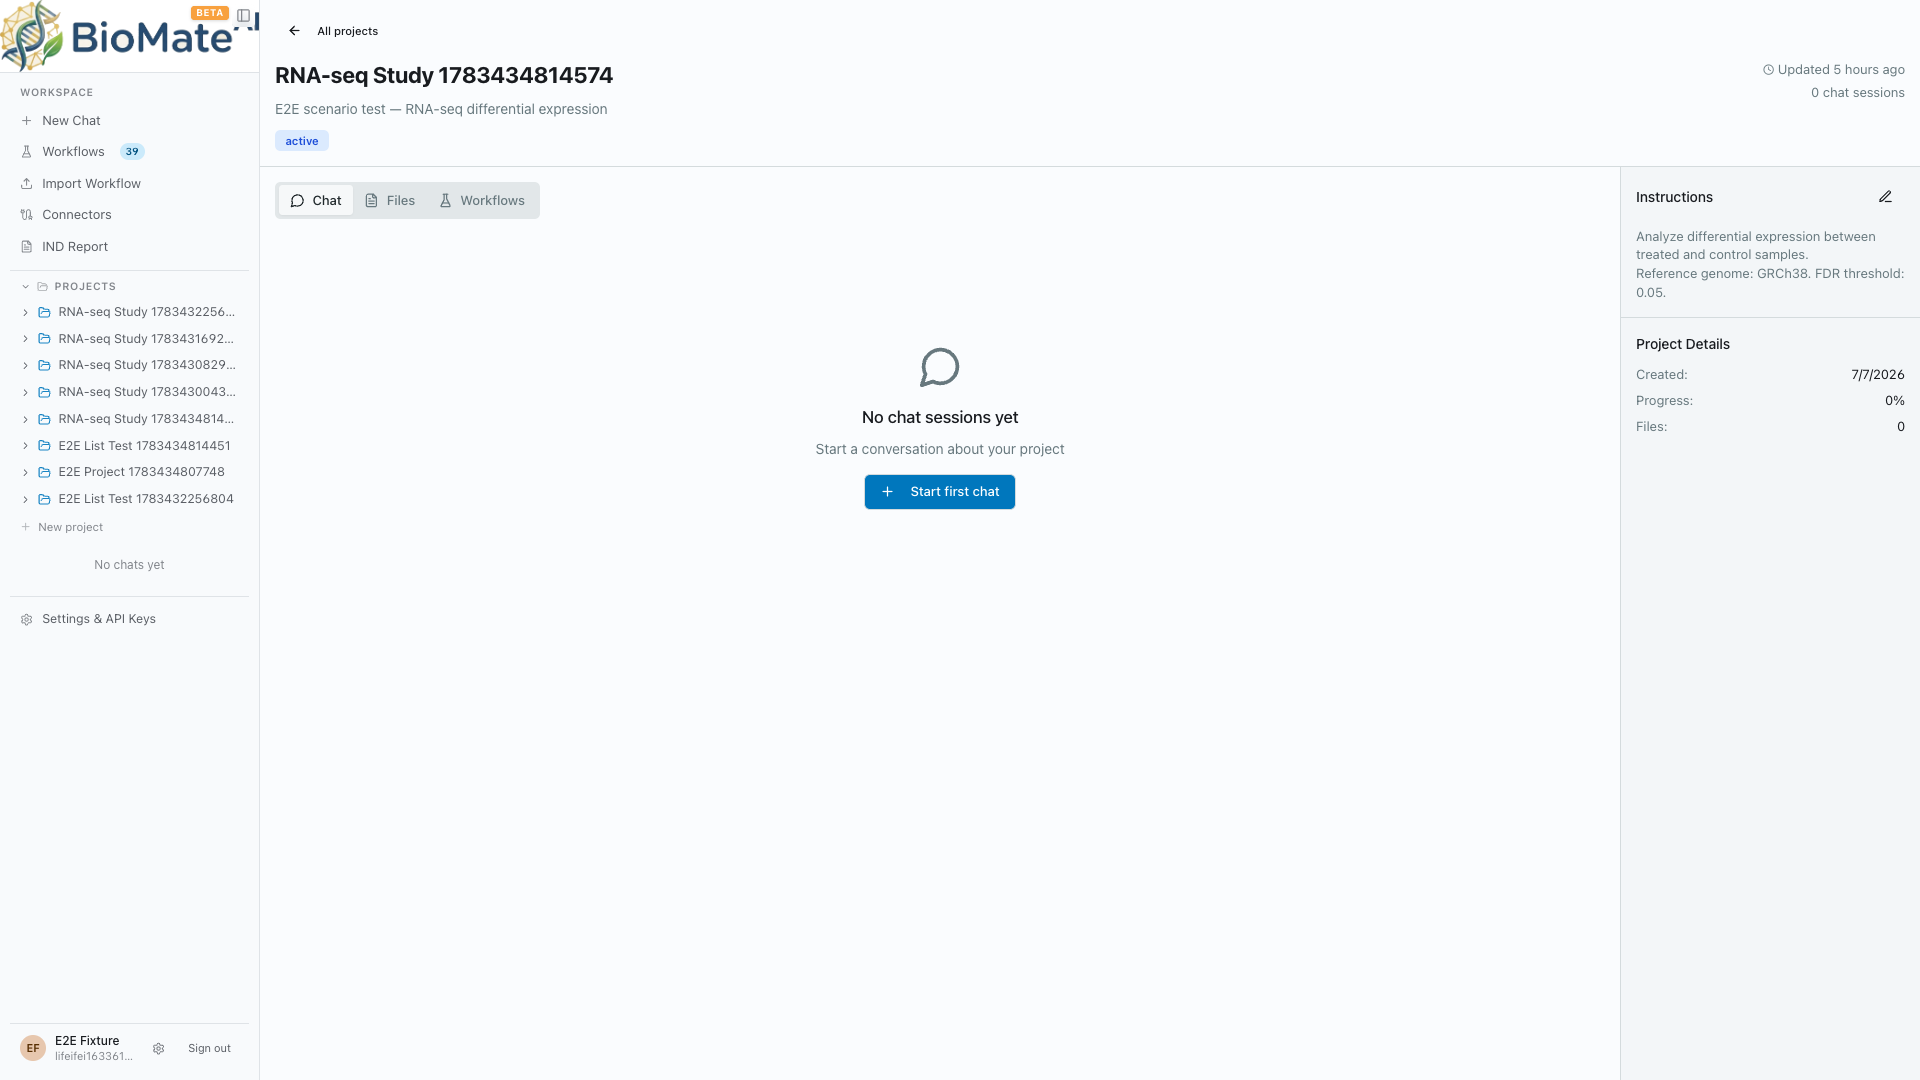 BioMate
BETA
WORKSPACE
New Chat
Workflows 39
Import Workflow
Connectors
IND Report
PROJECTS
RNA-seq Study 1783432256...
RNA-seq Study 178343169 2...
RNA-seq Study 1783430829...
RNA-seq Study 1783430043...
RNA-seq Study 1783434814...
E2E List Test 1783434814451
E2E Project 1783434807748
E2E List Test 1783432256804
New project
No chats yet
Settings & API Keys
EF
E2E Fixture
lifeifei163361...
Sign out
All projects
RNA-seq Study 1783434814574
E2E scenario test — RNA-seq differential expression
active
Updated 5 hours ago
0 chat sessions
Chat
Files
Workflows
No chat sessions yet
Start a conversation about your project
Start first chat
Instructions
Analyze differential expression between
treated and control samples.
Reference genome: GRCh38. FDR threshold:
0.05.
Project Details
Created: 7/7/2026
Progress: 0%
Files: 0